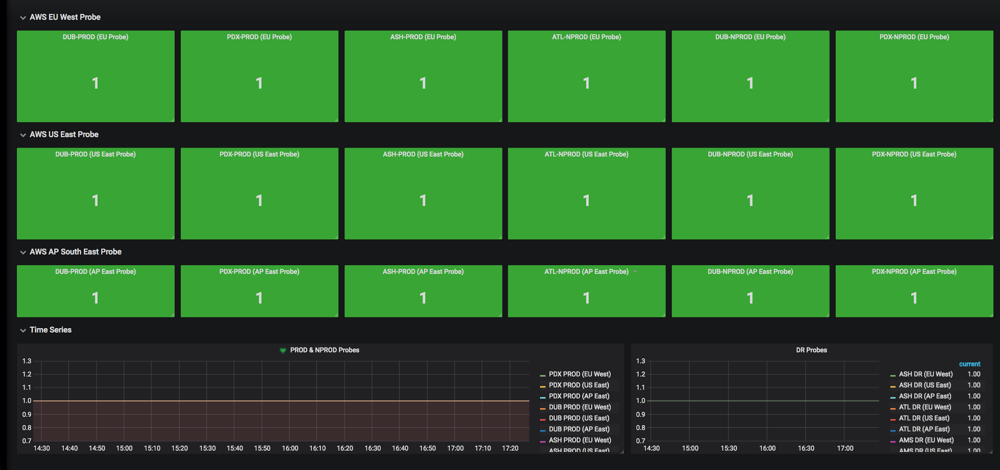 AWS EU West Probe
DUB-PROD (EU Probe)
PDX-PROD (EU Probe)
ASH-PROD (EU Probe)
ATL-NPROD (EU Probe)
DUB-NPROD (EU Probe)
PDX-NPROD (EU Probe)
1
1
1
1
1
1
AWS US East Probe
DUB-PROD (US East Probe)
PDX-PROD (US East Probe)
ASH-PROD (US East Probe)
ATL-NPROD (US East Probe)
DUB-NPROD (US East Probe)
PDX-NPROD (US East Probe)
1
1
1
1
1
1
AWS AP South East Probe
DUB-PROD (AP East Probe)
PDX-PROD (AP East Probe)
ASH-PROD (AP East Probe)
ATL-NPROD (AP East Probe)
DUB-NPROD (AP East Probe)
PDX-NPROD (AP East Probe)
1
1
1
1
1
1
Time Series
PROD & NPROD Probes
1.3
1.2
1.1
1.0
0.9
0.8
0.7
14:30 14:40 14:50 15:00 15:10 15:20 15:30 15:40 15:50 16:00 16:10 16:20 16:30 16:40 16:50 17:00 17:10 17:20
PDX PROD (EU West)
PDX PROD (US East)
PDX PROD (AP East)
DUB PROD (EU West)
DUB PROD (US East)
DUB PROD (AP East)
ASH PROD (EU West)
ASH PROD (US East)
DR Probes
1.3
1.2
1.1
1.0
0.9
0.8
0.7
14:30 15:00 15:30 16:00 16:30 17:00
current
ASH DR (EU West) 1.00
ASH DR (US East) 1.00
ASH DR (AP East) 1.00
ATL DR (EU West) 1.00
ATL DR (US East) 1.00
ATL DR (AP East) 1.00
AMS DR (EU West) 1.00
AMS DR (US East) 1.00